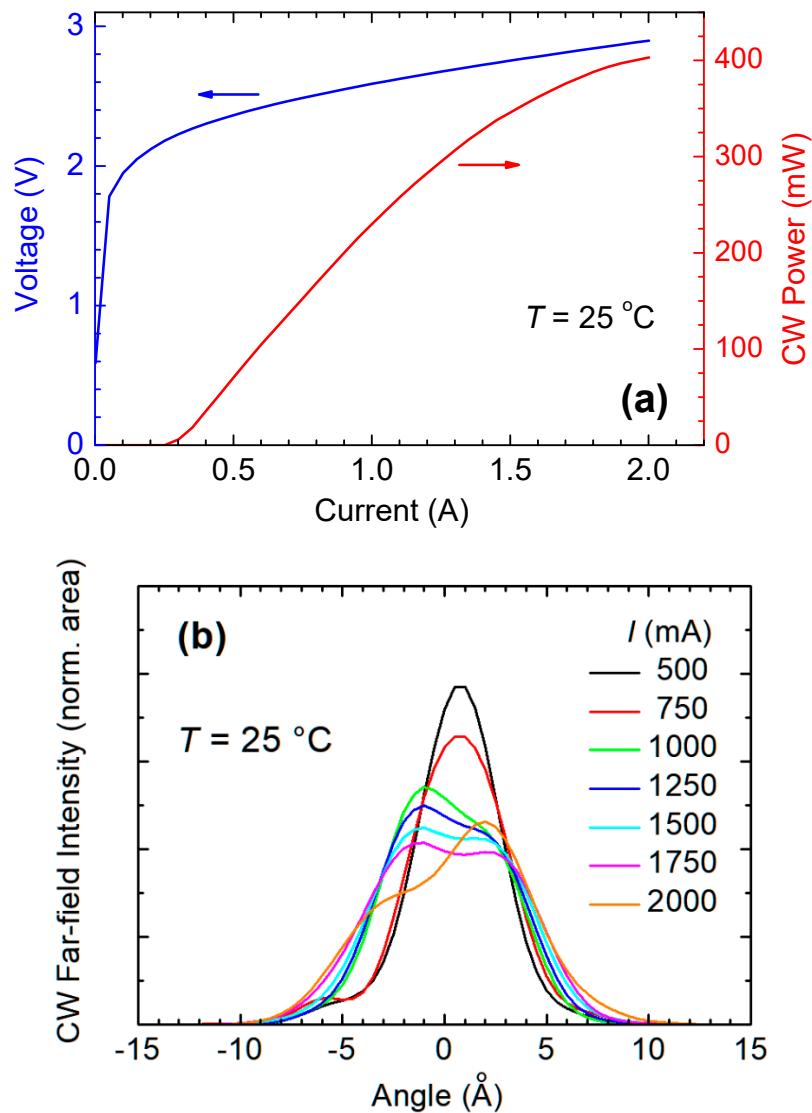 3
2
1
0
Voltage (V)
400
300
200
100
0
CW Power (mW)
T = 25 °C
(a)
0.0 0.5 1.0 1.5 2.0
Current (A)
CW Far-field Intensity (norm. area)
(b)
T = 25 °C
I (mA)
500
750
1000
1250
1500
1750
2000
-15 -10 -5 0 5 10 15
Angle (Å)